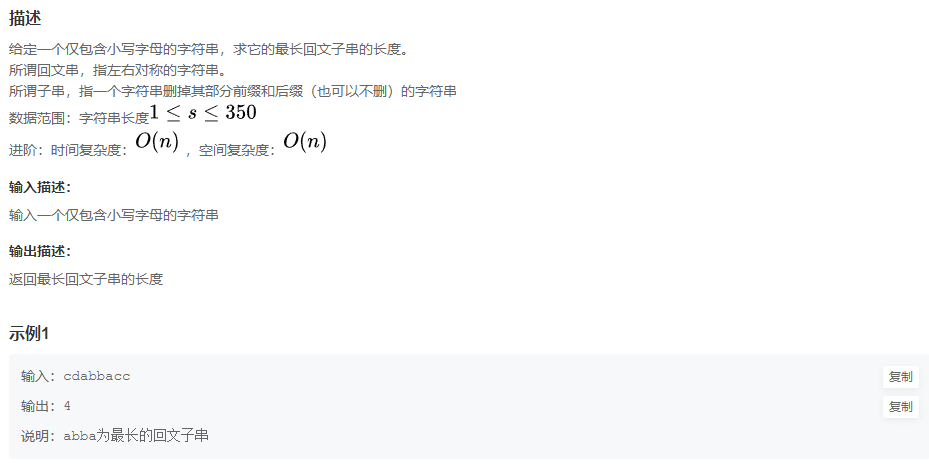 描述
给定一个仅包含小写字母的字符串，求它的最长回文子串的长度。
所谓回文串，指左右对称的字符串。
所谓子串，指一个字符串删掉其部分前缀和后缀（也可以不删）的字符串
数据范围：字符串长度1 ≤ s ≤ 350
进阶：时间复杂度：O(n)，空间复杂度：O(n)
输入描述：
输入一个仅包含小写字母的字符串
输出描述：
返回最长回文子串的长度
示例1
输入：cdabbacc 复制
输出：4 复制
说明：abba为最长的回文子串